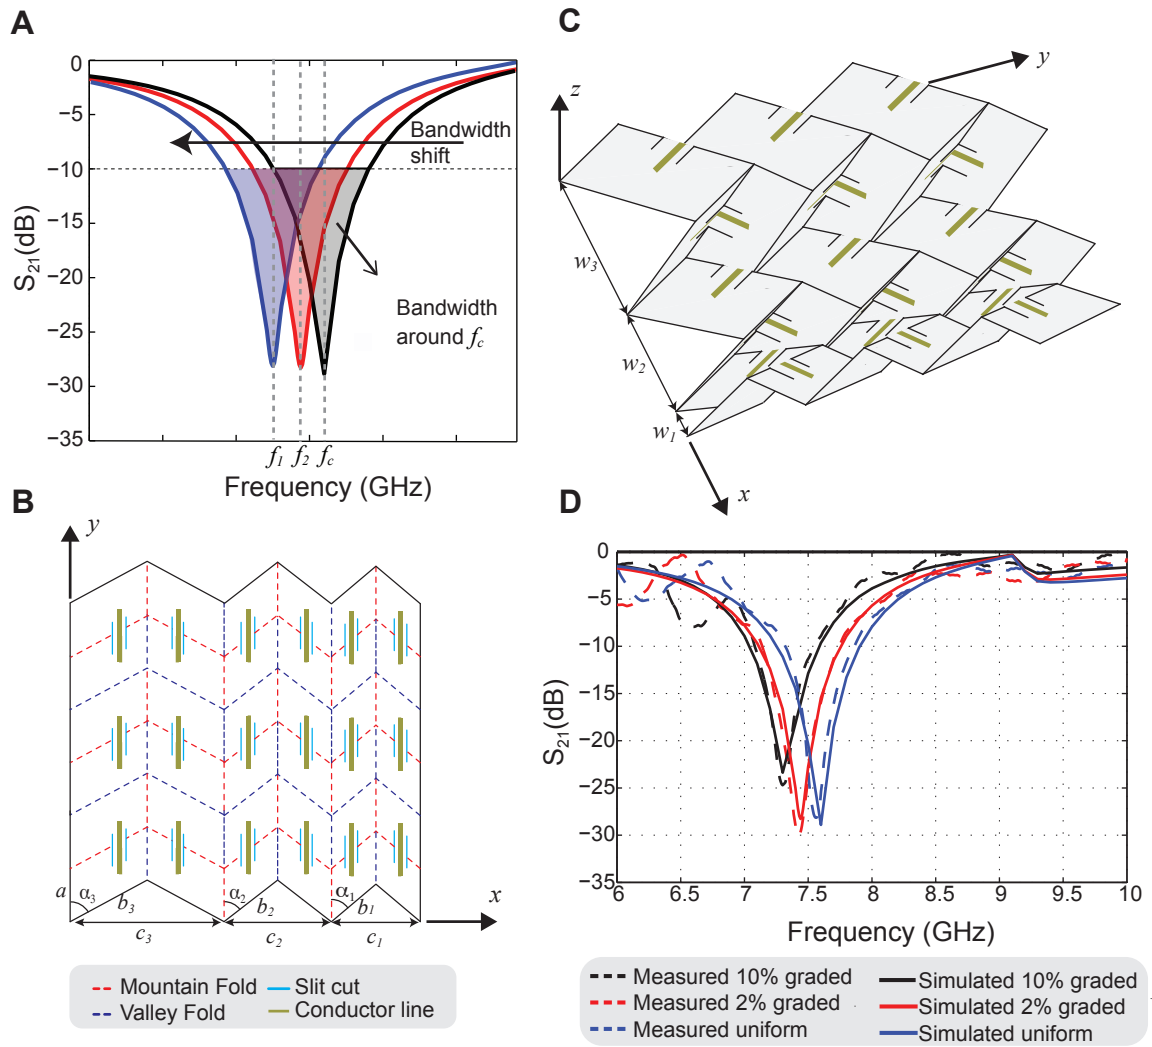 A
0
−5
−10
−15
−20
−25
−30
−35
S21(dB)
Bandwidth
shift
Bandwidth
around fc
f1 f2 fc
Frequency (GHz)
B
y
x
a
α3
b3
α2
b2
α1
b1
c3
c2
c1
Mountain Fold
Slit cut
Valley Fold
Conductor line
C
z
y
w3
w2
w1
x
D
0
−5
−10
−15
−20
−25
−30
−35
S21(dB)
6 6.5 7 7.5 8 8.5 9 9.5 10
Frequency (GHz)
Measured 10% graded
Simulated 10% graded
Measured 2% graded
Simulated 2% graded
Measured uniform
Simulated uniform